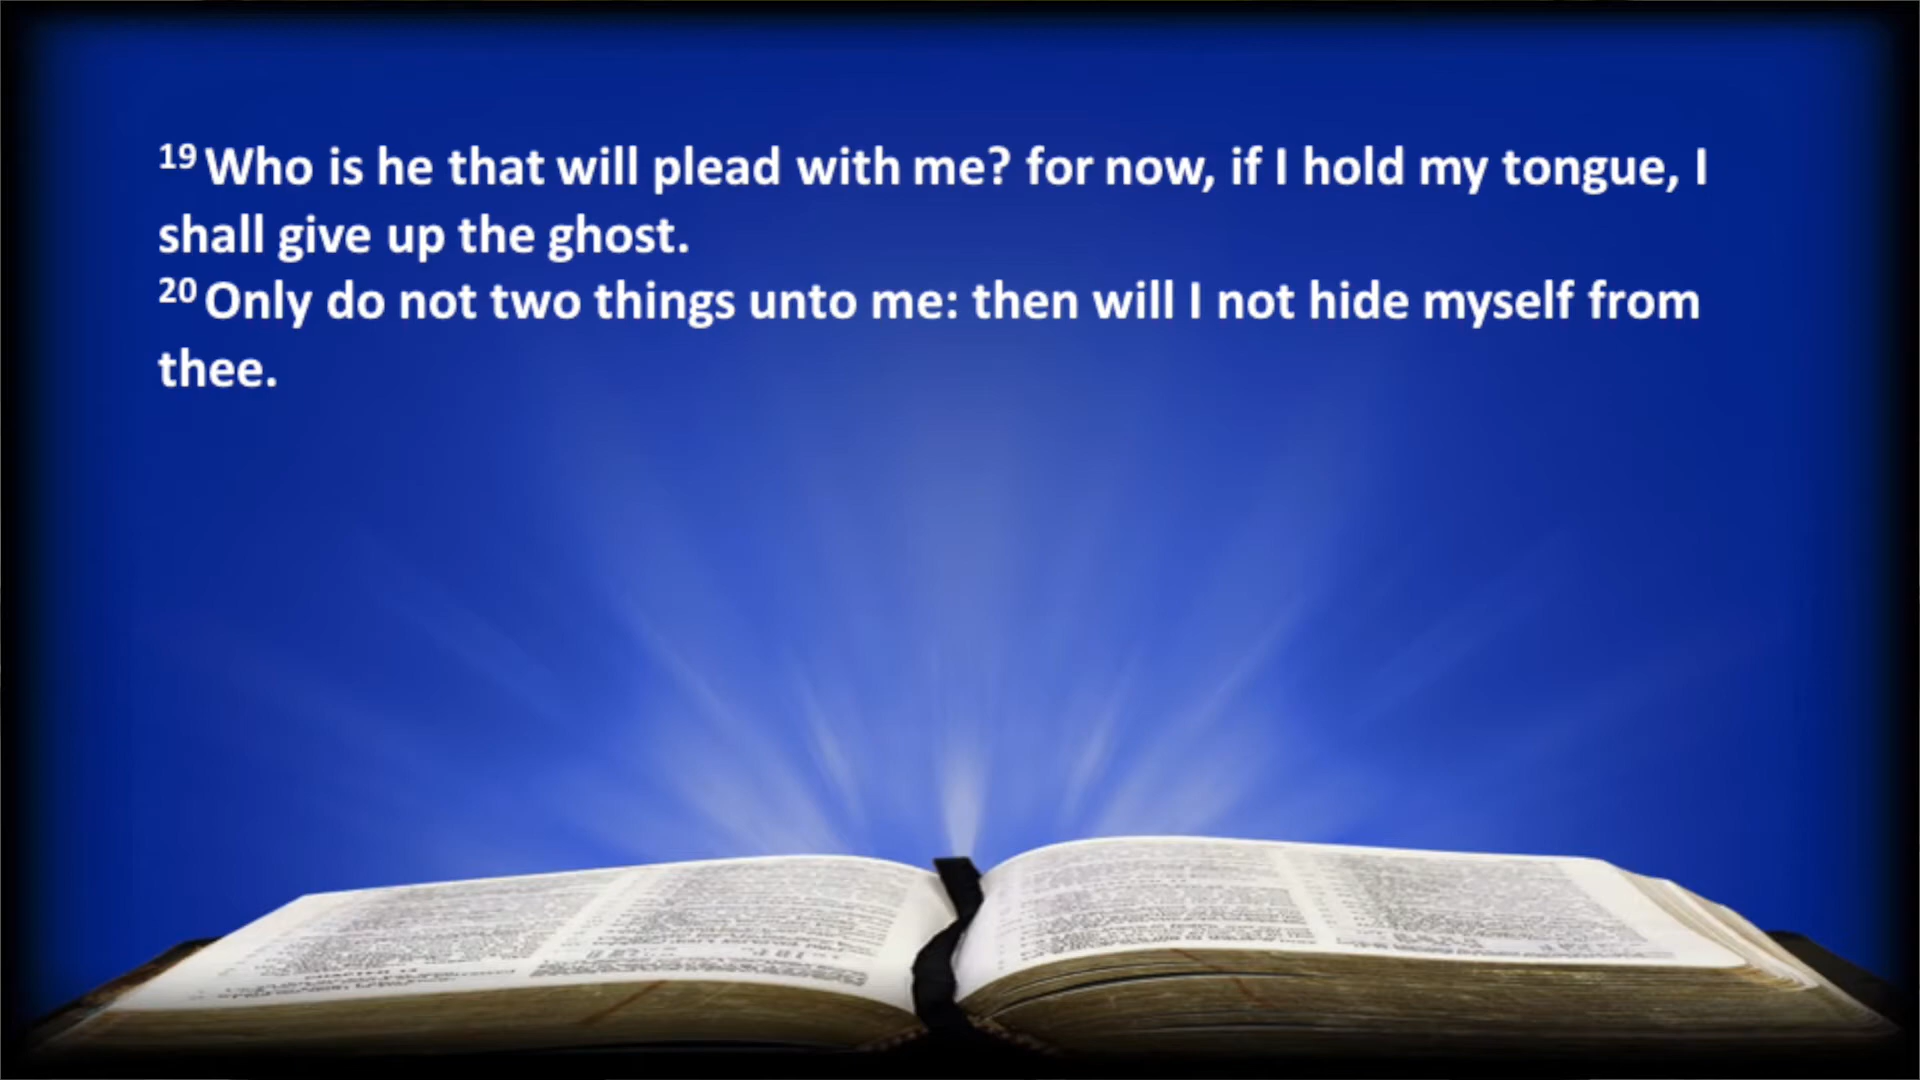 19 Who is he that will plead with me? for now, if I hold my tongue, I
shall give up the ghost.
20 Only do not two things unto me: then will I not hide myself from
thee.